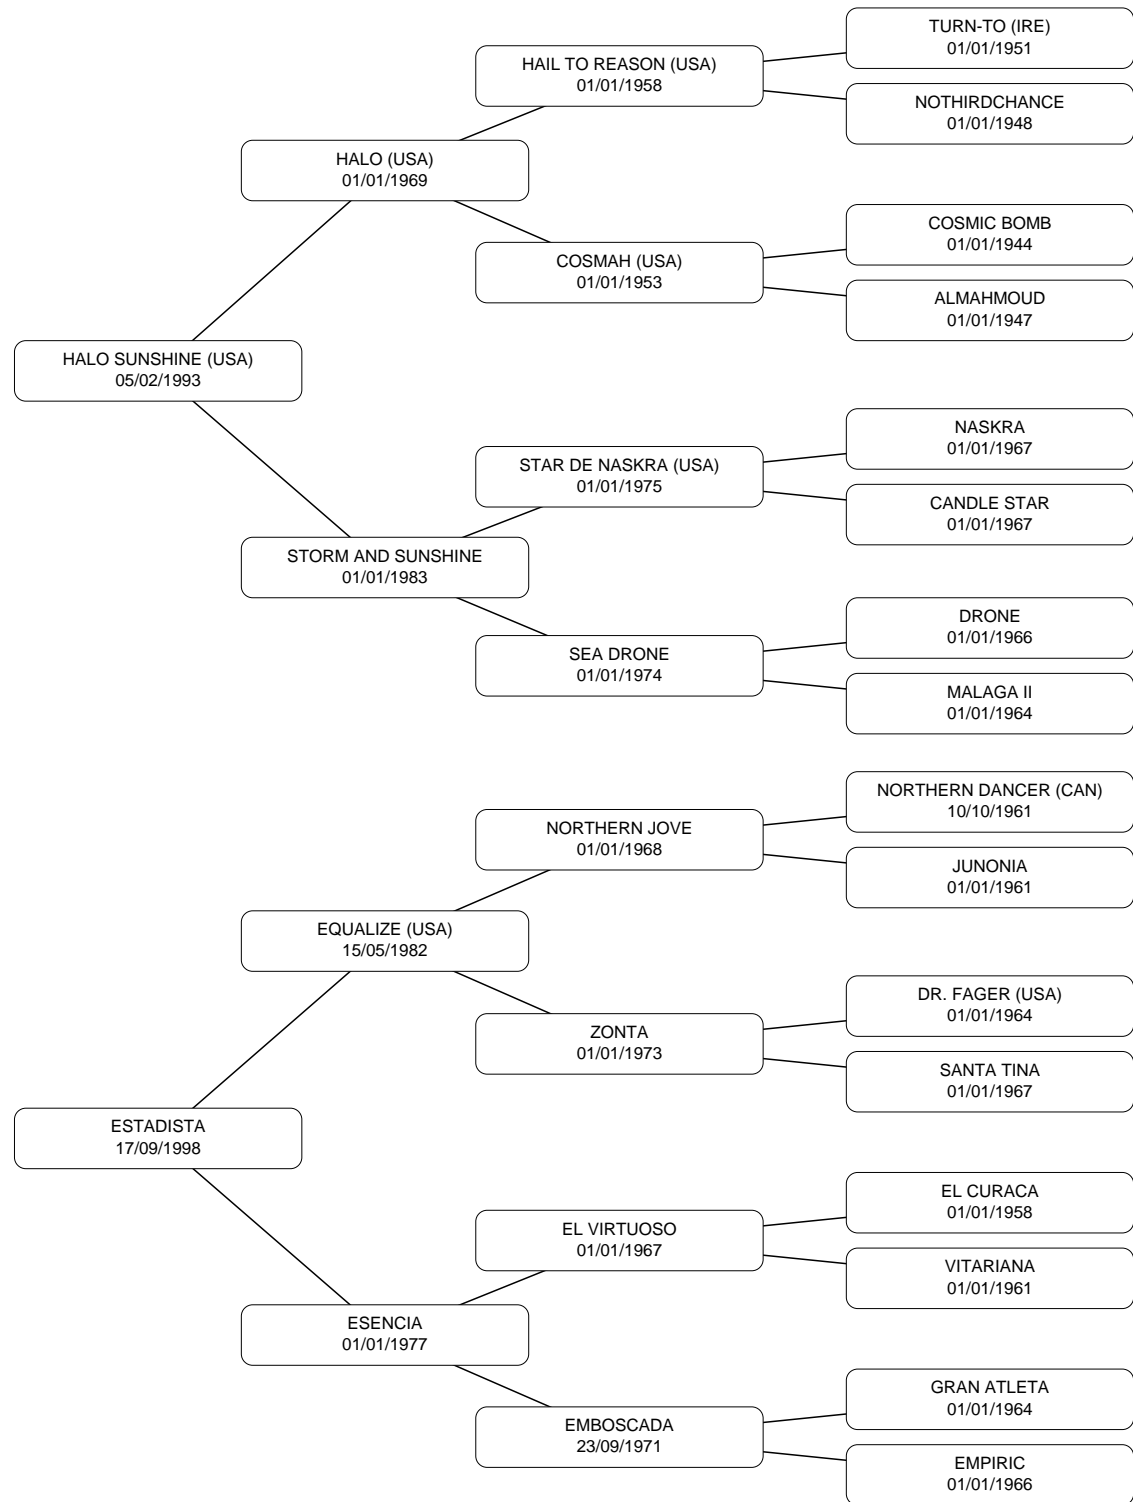 TURN-TO (IRE)
01/01/1951
HAIL TO REASON (USA)
01/01/1958
NOTHIRDCHANCE
01/01/1948
HALO (USA)
01/01/1969
COSMIC BOMB
01/01/1944
COSMAH (USA)
01/01/1953
ALMAHMOUD
01/01/1947
HALO SUNSHINE (USA)
05/02/1993
NASKRA
01/01/1967
STAR DE NASKRA (USA)
01/01/1975
CANDLE STAR
01/01/1967
STORM AND SUNSHINE
01/01/1983
DRONE
01/01/1966
SEA DRONE
01/01/1974
MALAGA II
01/01/1964
NORTHERN DANCER (CAN)
10/10/1961
NORTHERN JOVE
01/01/1968
JUNONIA
01/01/1961
EQUALIZE (USA)
15/05/1982
DR. FAGER (USA)
01/01/1964
ZONTA
01/01/1973
SANTA TINA
01/01/1967
ESTADISTA
17/09/1998
EL CURACA
01/01/1958
EL VIRTUOSO
01/01/1967
VITARIANA
01/01/1961
ESENCIA
01/01/1977
GRAN ATLETA
01/01/1964
EMBOSCADA
23/09/1971
EMPIRIC
01/01/1966